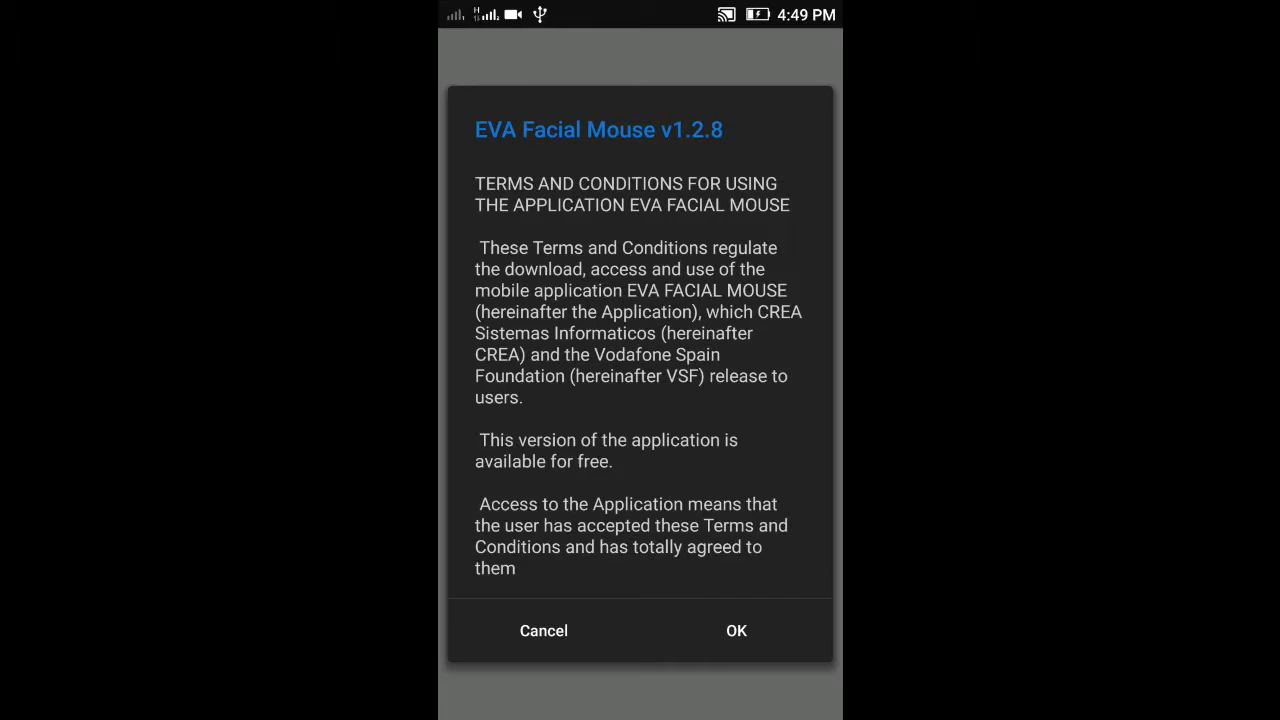 H 4:49 PM
EVA Facial Mouse v1.2.8
TERMS AND CONDITIONS FOR USING
THE APPLICATION EVA FACIAL MOUSE
These Terms and Conditions regulate
the download, access and use of the
mobile application EVA FACIAL MOUSE
(hereinafter the Application), which CREA
Sistemas Informaticos (hereinafter
CREA) and the Vodafone Spain
Foundation (hereinafter VSF) release to
users.
This version of the application is
available for free.
Access to the Application means that
the user has accepted these Terms and
Conditions and has totally agreed to
them
Cancel OK